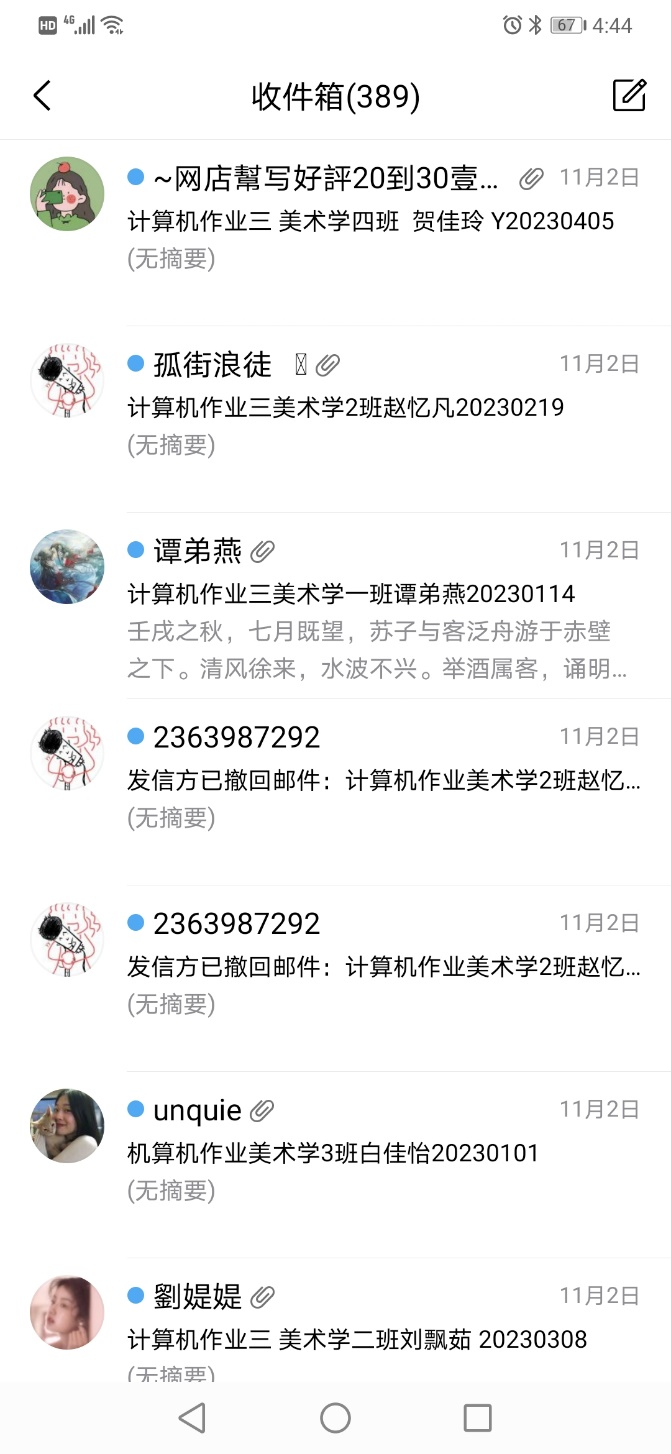 HD 4G 67 4:44
收件箱(389)
~网店幫写好評20到30壹... 11月2日
计算机作业三 美术学四班 贺佳玲 Y20230405
(无摘要)
孤街浪徒 11月2日
计算机作业三美术学2班赵忆凡20230219
(无摘要)
谭弟燕 11月2日
计算机作业三美术学一班谭弟燕20230114
壬戌之秋，七月既望，苏子与客泛舟游于赤壁
之下。清风徐来，水波不兴。举酒属客，诵明...
2363987292 11月2日
发信方已撤回邮件：计算机作业美术学2班赵忆...
(无摘要)
2363987292 11月2日
发信方已撤回邮件：计算机作业美术学2班赵忆...
(无摘要)
unquie 11月2日
机算机作业美术学3班白佳怡20230101
(无摘要)
劉媞媞 11月2日
计算机作业三 美术学二班刘飘茹 20230308
(无摘要)